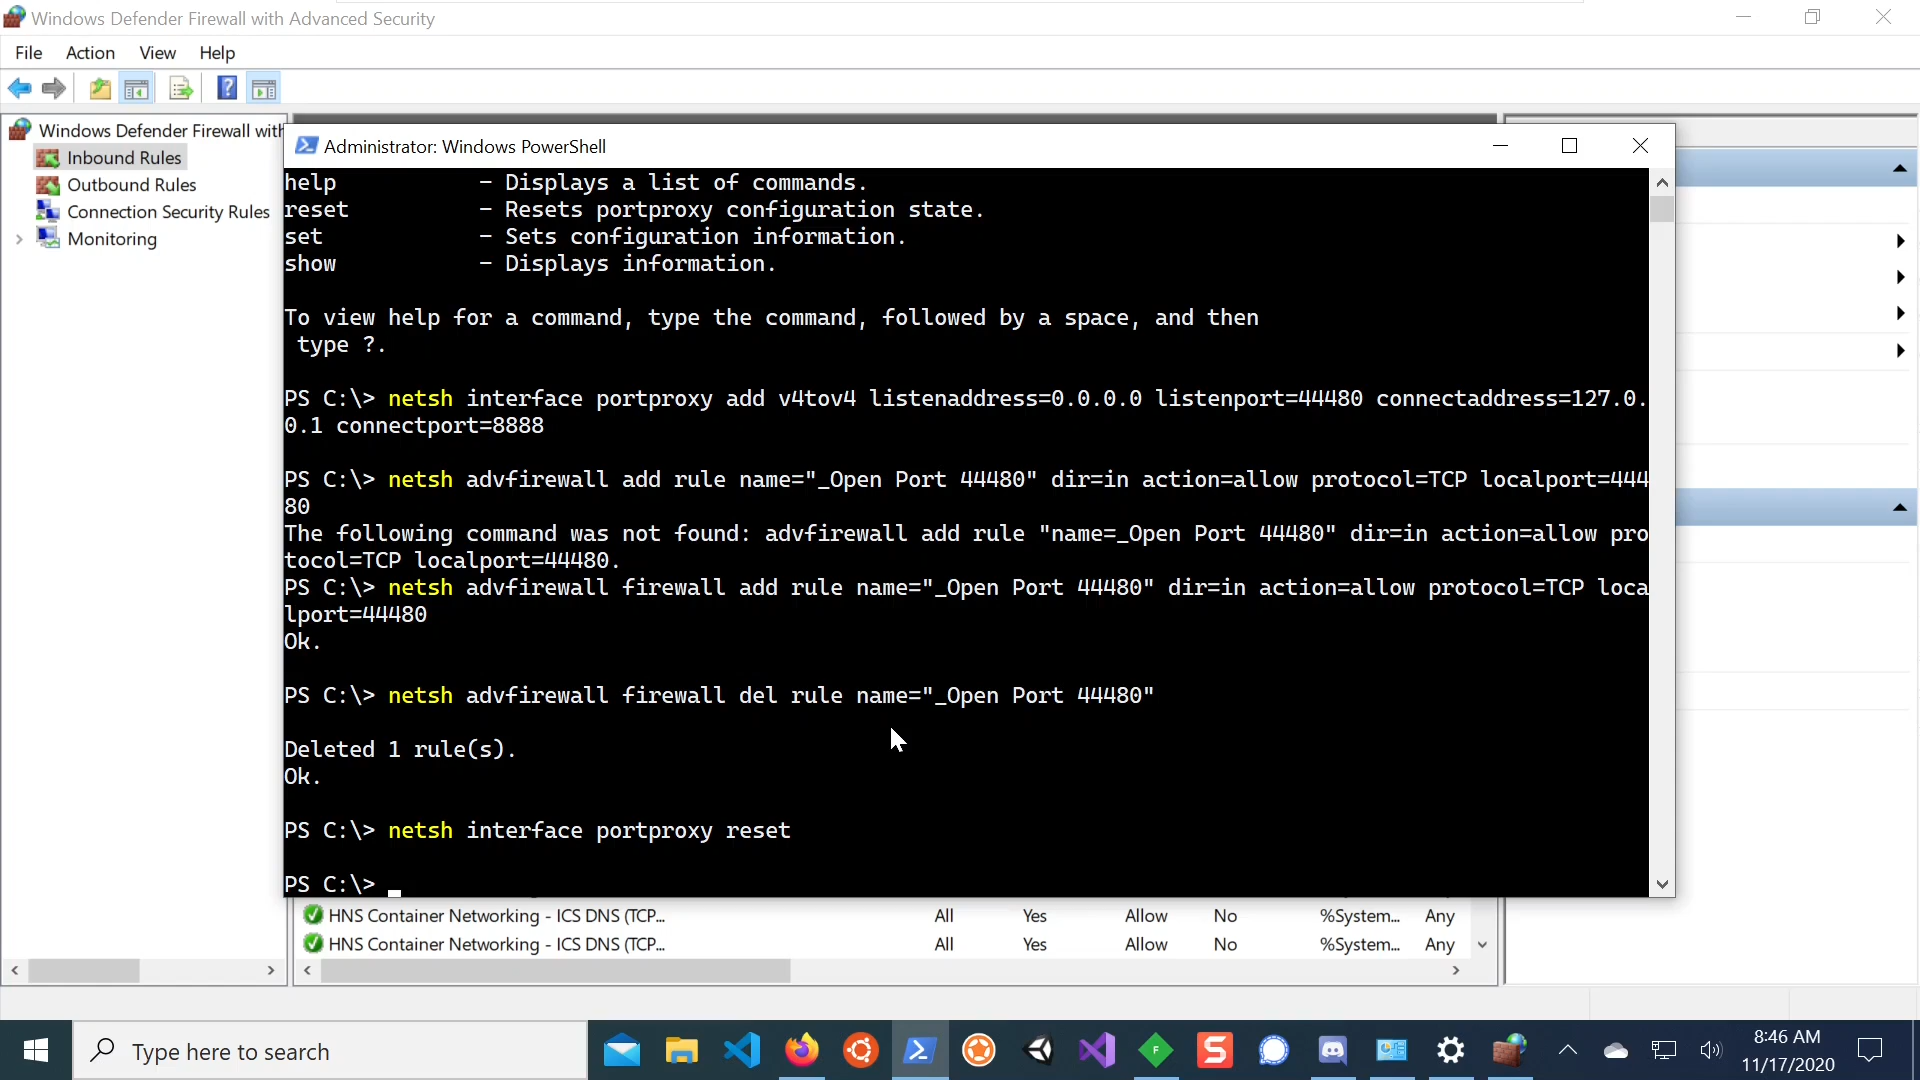 Windows Defender Firewall with Advanced Security
File Action View Help
Windows Defender Firewall with
Inbound Rules
Outbound Rules
Connection Security Rules
Monitoring
Administrator: Windows PowerShell
help - Displays a list of commands.
reset - Resets portproxy configuration state.
set - Sets configuration information.
show - Displays information.
To view help for a command, type the command, followed by a space, and then
type ?.
PS C:\> netsh interface portproxy add v4tov4 listenaddress=0.0.0.0 listenport=44480 connectaddress=127.0.
0.1 connectport=8888
PS C:\> netsh advfirewall add rule name="_Open Port 44480" dir=in action=allow protocol=TCP localport=444
80
The following command was not found: advfirewall add rule "name=_Open Port 44480" dir=in action=allow pro
tocol=TCP localport=44480.
PS C:\> netsh advfirewall firewall add rule name="_Open Port 44480" dir=in action=allow protocol=TCP loca
lport=44480
Ok.
PS C:\> netsh advfirewall firewall del rule name="_Open Port 44480"
Deleted 1 rule(s).
Ok.
PS C:\> netsh interface portproxy reset
PS C:\>
HNS Container Networking - ICS DNS (TCP... All Yes Allow No %System... Any
HNS Container Networking - ICS DNS (TCP... All Yes Allow No %System... Any
Type here to search
8:46 AM
11/17/2020